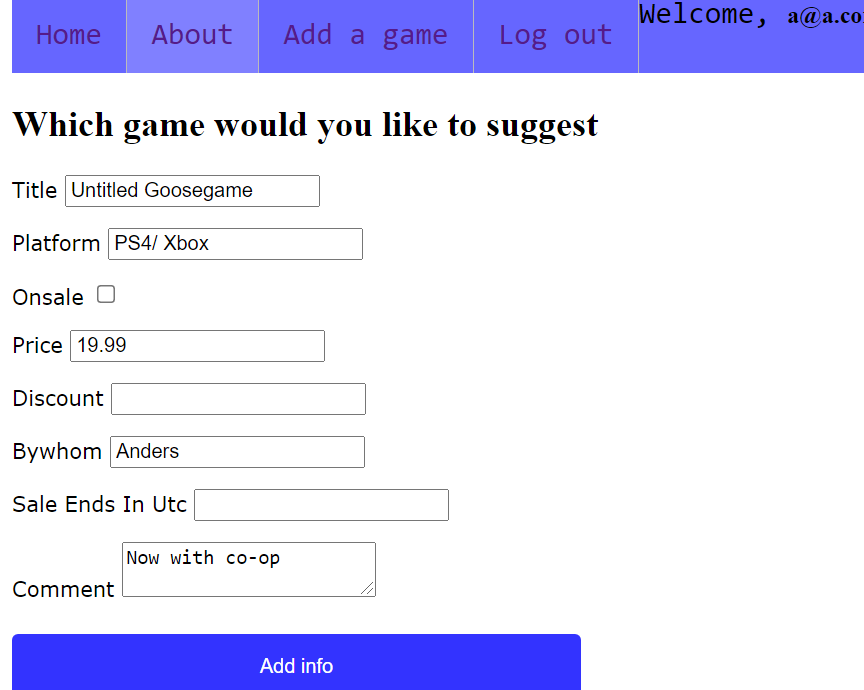 Home About Add a game Log out Welcome, a@a.co
Which game would you like to suggest
Title Untitled Goosegame
Platform PS4/ Xbox
Onsale
Price 19.99
Discount
Bywhom Anders
Sale Ends In Utc
Comment Now with co-op
Add info